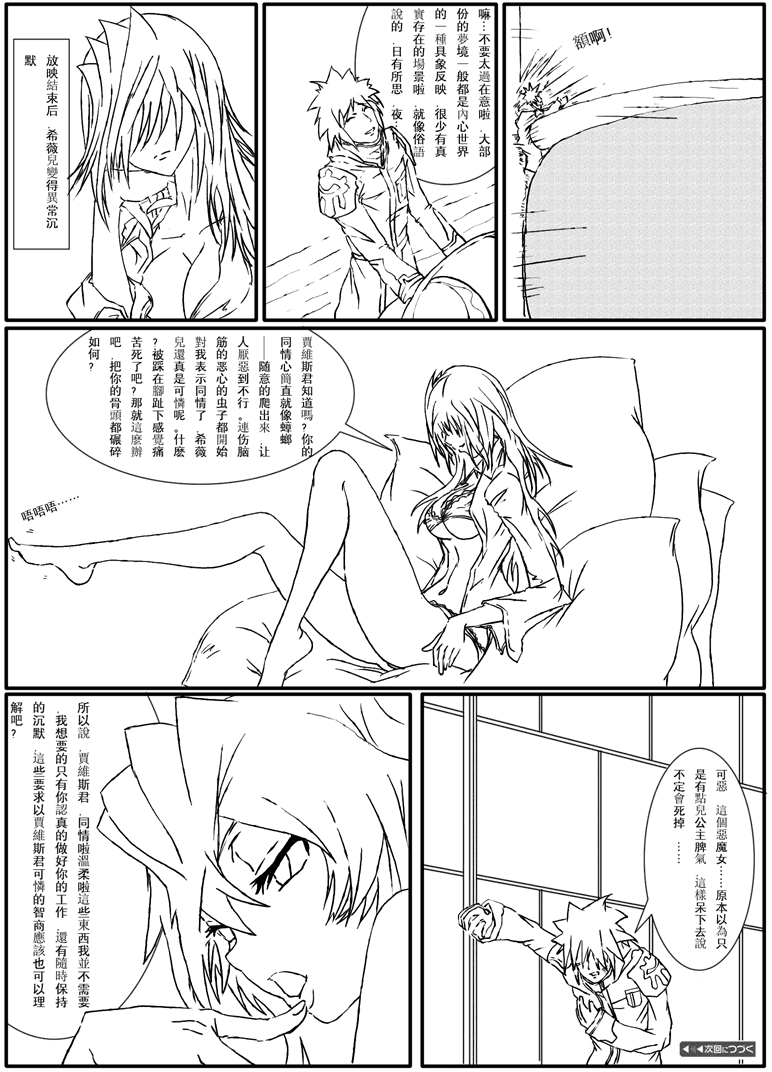 放映結束后﹐希薇兒變得異常沉
默
嘛…不要太過在意啦﹐大部
份的夢境一般都是內心世界
的一種具象反映﹐很少有真
實存在的場景啦﹐就像俗語
說的﹐日有所思﹐夜…
額啊!
賈維斯君知道嗎?你的
同情心簡直就像蟑螂
——随意的爬出來﹐让
人厭惡到不行。連伤脑
筋的恶心的虫子都開始
對我表示同情了﹐希薇
兒還真是可憐呢。什麽
?被踩在腳趾下感覺痛
苦死了吧?那就這麽辦
吧﹐把你的骨頭都碾碎
如何?
唔唔唔……
所以說﹐賈維斯君﹐同情啦溫柔啦這些東西我並不需要
﹐我想要的只有你認真的做好你的工作﹐還有隨時保持
的沉默﹐這些要求以賈維斯君可憐的智商應該也可以理
解吧?
可惡﹐這個惡魔女……原本以為只
是有點兒公主脾氣﹐這樣呆下去說
不定會死掉﹐……
次回につづく